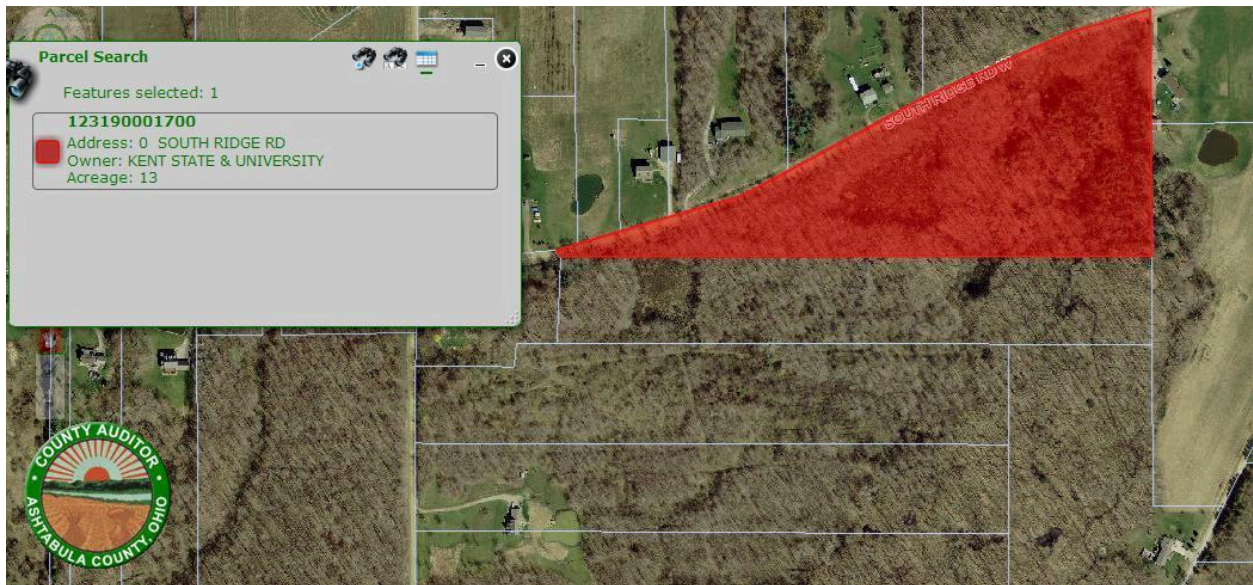 Parcel Search
Features selected: 1
123190001700
Address: 0 SOUTH RIDGE RD
Owner: KENT STATE & UNIVERSITY
Acreage: 13
SOUTH RIDGE RD W
COUNTY AUDITOR
ASHTABULA COUNTY, OHIO